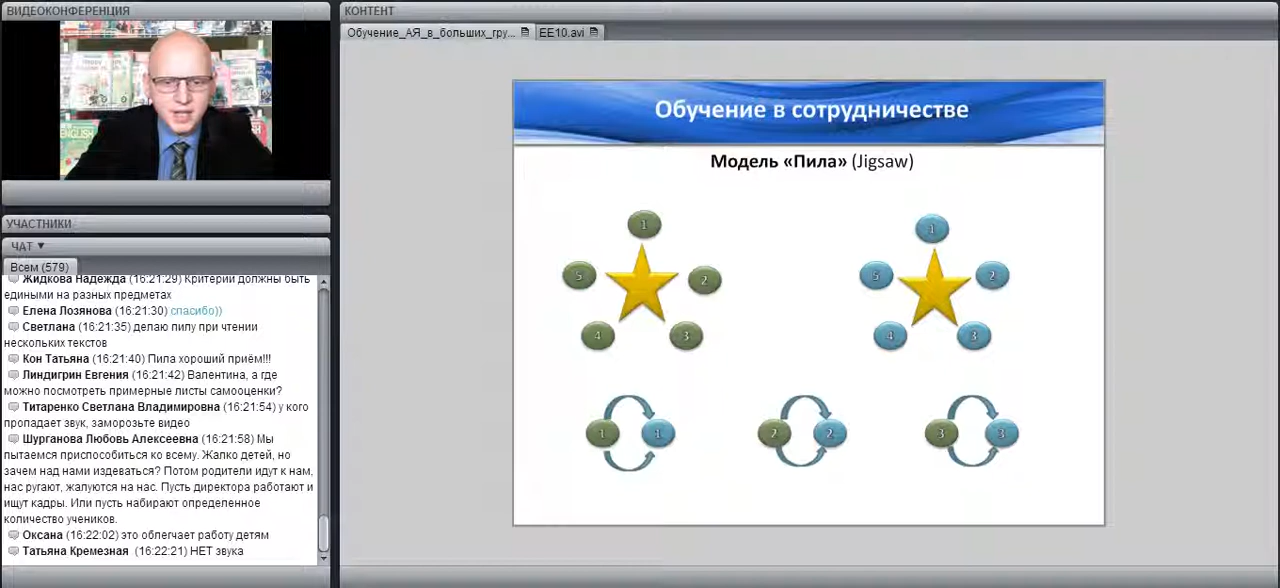 ВИДЕОКОНФЕРЕНЦИЯ
ENGLISH
УЧАСТНИКИ
ЧАТ ▼
Всем (579)
Жидкова Надежда (16:21:29) Критерии должны быть
едиными на разных предметах
Елена Лозянова (16:21:30) спасибо))
Светлана (16:21:35) делаю пилу при чтении
нескольких текстов
Кон Татьяна (16:21:40) Пила хороший приём!!!
Линдигрин Евгения (16:21:42) Валентина, а где
можно посмотреть примерные листы самооценки?
Титаренко Светлана Владимировна (16:21:54) у кого
пропадает звук, заморозьте видео
Шурганова Любовь Алексеевна (16:21:58) Мы
пытаемся приспособиться ко всему. Жалко детей, но
зачем над нами издеваться? Потом родители идут к нам,
нас ругают, жалуются на нас. Пусть директора работают и
ищут кадры. Или пусть набирают определенное
количество учеников.
Оксана (16:22:02) это облегчает работу детям
Татьяна Кремезная (16:22:21) НЕТ звука
КОНТЕНТ
Обучение_АЯ_в_больших_гру... EE10.avi
Обучение в сотрудничестве
Модель «Пила» (Jigsaw)
1 1
5 2 5 2
4 3 4 3
1 1 2 2 3 3